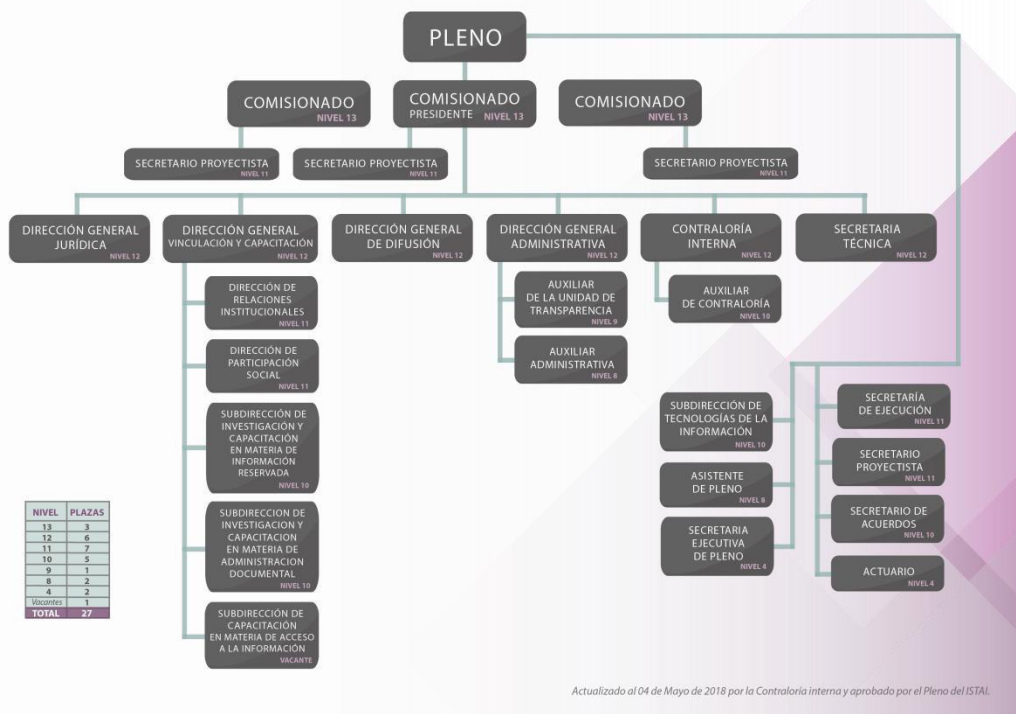 PLENO
COMISIONADO
NIVEL 13
COMISIONADO
PRESIDENTE NIVEL 13
COMISIONADO
NIVEL 13
SECRETARIO PROYECTISTA
NIVEL 11
SECRETARIO PROYECTISTA
NIVEL 11
SECRETARIO PROYECTISTA
NIVEL 11
DIRECCIÓN GENERAL
JURÍDICA
NIVEL 12
DIRECCIÓN GENERAL
VINCULACIÓN Y CAPACITACIÓN
NIVEL 12
DIRECCIÓN GENERAL
DE DIFUSIÓN
NIVEL 12
DIRECCIÓN GENERAL
ADMINISTRATIVA
NIVEL 12
CONTRALORÍA
INTERNA
NIVEL 12
SECRETARIA
TÉCNICA
NIVEL 12
DIRECCIÓN DE
RELACIONES
INSTITUCIONALES
NIVEL 11
DIRECCIÓN DE
PARTICIPACIÓN
SOCIAL
NIVEL 11
SUBDIRECCIÓN DE
INVESTIGACIÓN Y
CAPACITACIÓN
EN MATERIA DE
INFORMACIÓN
RESERVADA
NIVEL 10
SUBDIRECCION DE
INVESTIGACION Y
CAPACITACION
EN MATERIA DE
ADMINISTRACION
DOCUMENTAL
NIVEL 10
SUBDIRECCIÓN DE
CAPACITACIÓN
EN MATERIA DE ACCESO
A LA INFORMACIÓN
VACANTE
AUXILIAR
DE LA UNIDAD DE
TRANSPARENCIA
NIVEL 9
AUXILIAR
ADMINISTRATIVA
NIVEL 8
AUXILIAR
DE CONTRALORÍA
NIVEL 10
SUBDIRECCIÓN DE
TECNOLOGÍAS DE LA
INFORMACIÓN
NIVEL 10
ASISTENTE
DE PLENO
NIVEL 8
SECRETARIA
EJECUTIVA
DE PLENO
NIVEL 4
SECRETARÍA
DE EJECUCIÓN
NIVEL 11
SECRETARIO
PROYECTISTA
NIVEL 11
SECRETARIO DE
ACUERDOS
NIVEL 10
ACTUARIO
NIVEL 4
NIVEL PLAZAS
13 3
12 6
11 7
10 5
9 1
8 2
4 2
Vacantes 1
TOTAL 27
Actualizado al 04 de Mayo de 2018 por la Contraloria interna y aprobado por el Pleno del ISTAI.